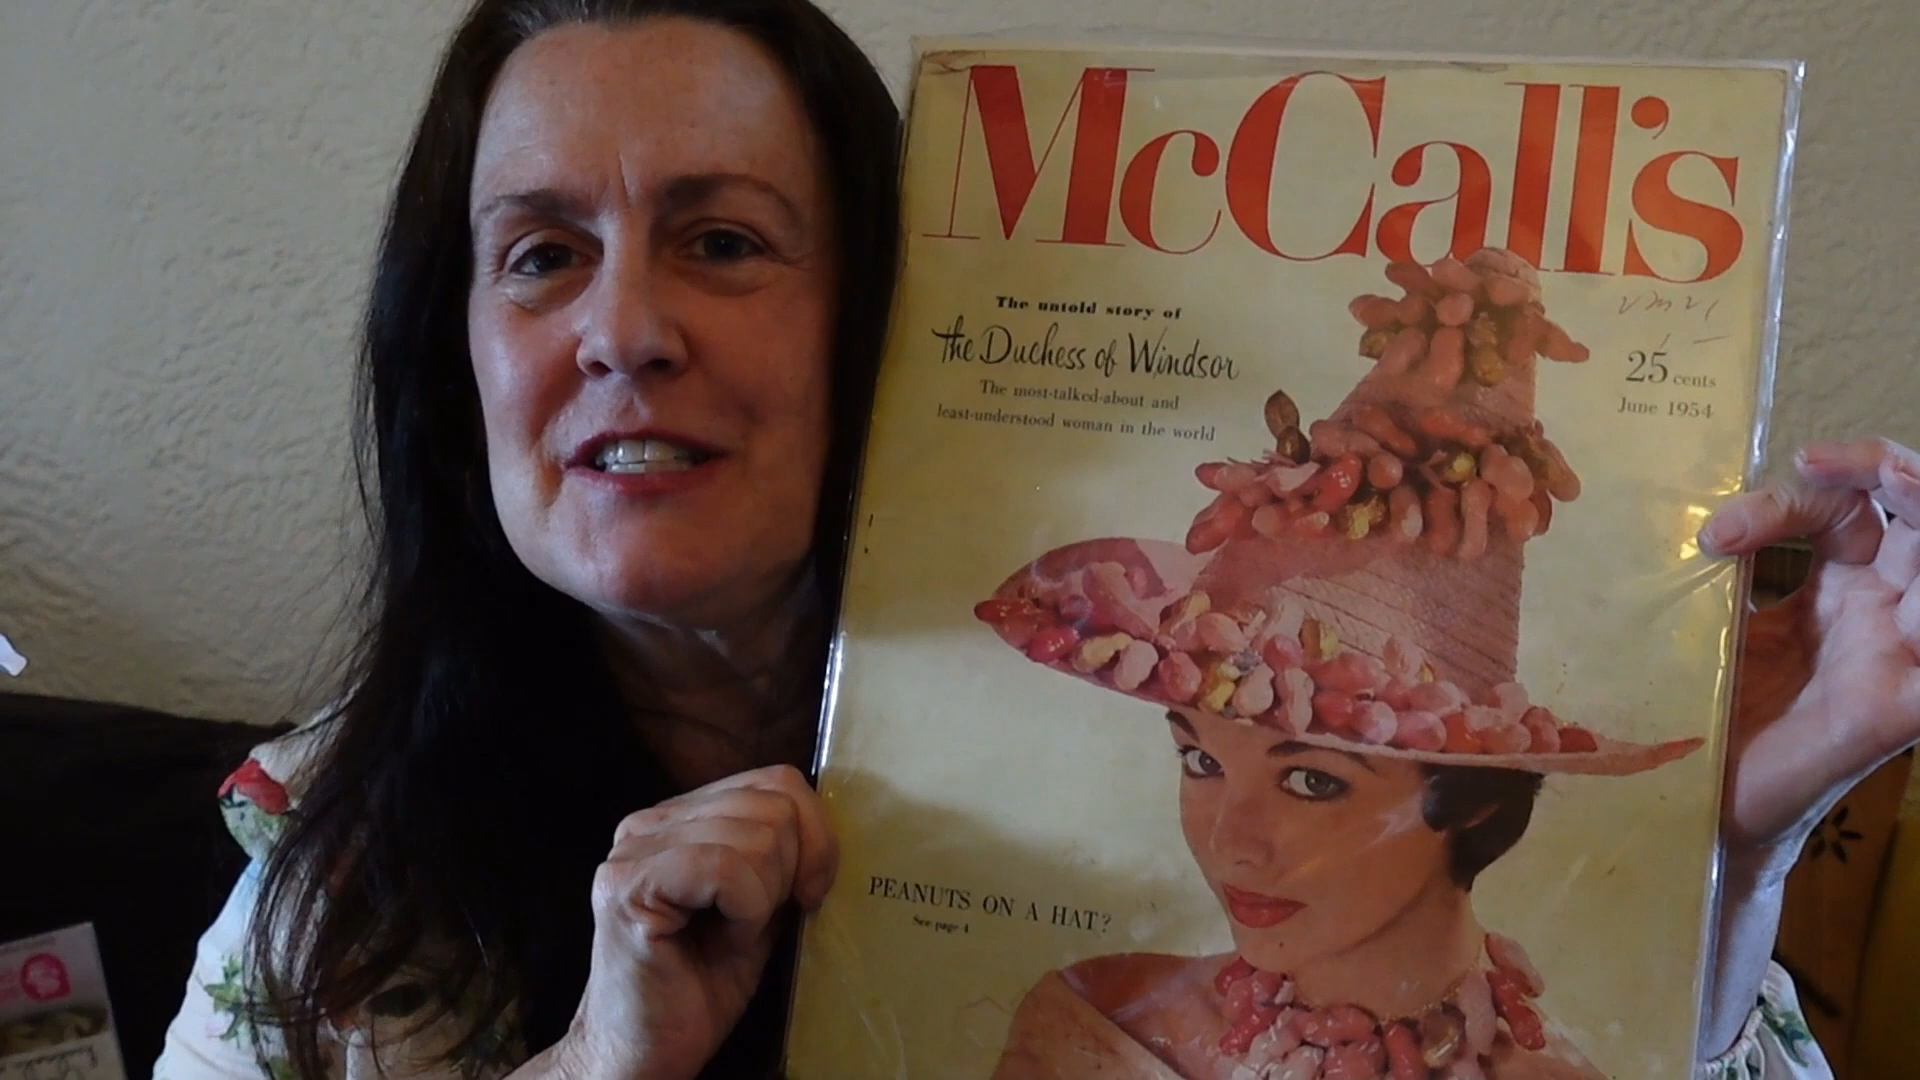 McCall's
The untold story of
the Duchess of Windsor
The most-talked-about and
least-understood woman in the world
25 cents
June 1954
PEANUTS ON A HAT?
See page 4